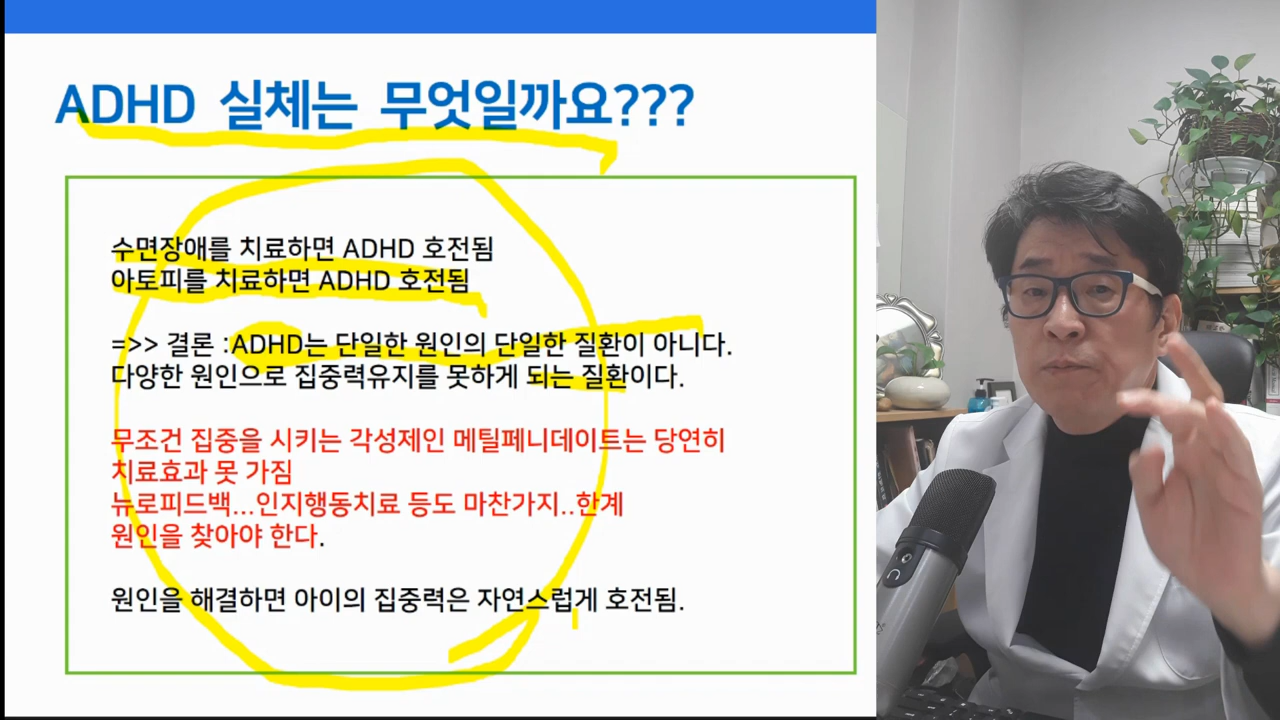 ADHD 실체는 무엇일까요???
수면장애를 치료하면 ADHD 호전됨
아토피를 치료하면 ADHD 호전됨
=>> 결론 :ADHD는 단일한 원인의 단일한 질환이 아니다.
다양한 원인으로 집중력유지를 못하게 되는 질환이다.
무조건 집중을 시키는 각성제인 메틸페니데이트는 당연히
치료효과 못 가짐
뉴로피드백...인지행동치료 등도 마찬가지..한계
원인을 찾아야 한다.
원인을 해결하면 아이의 집중력은 자연스럽게 호전됨.